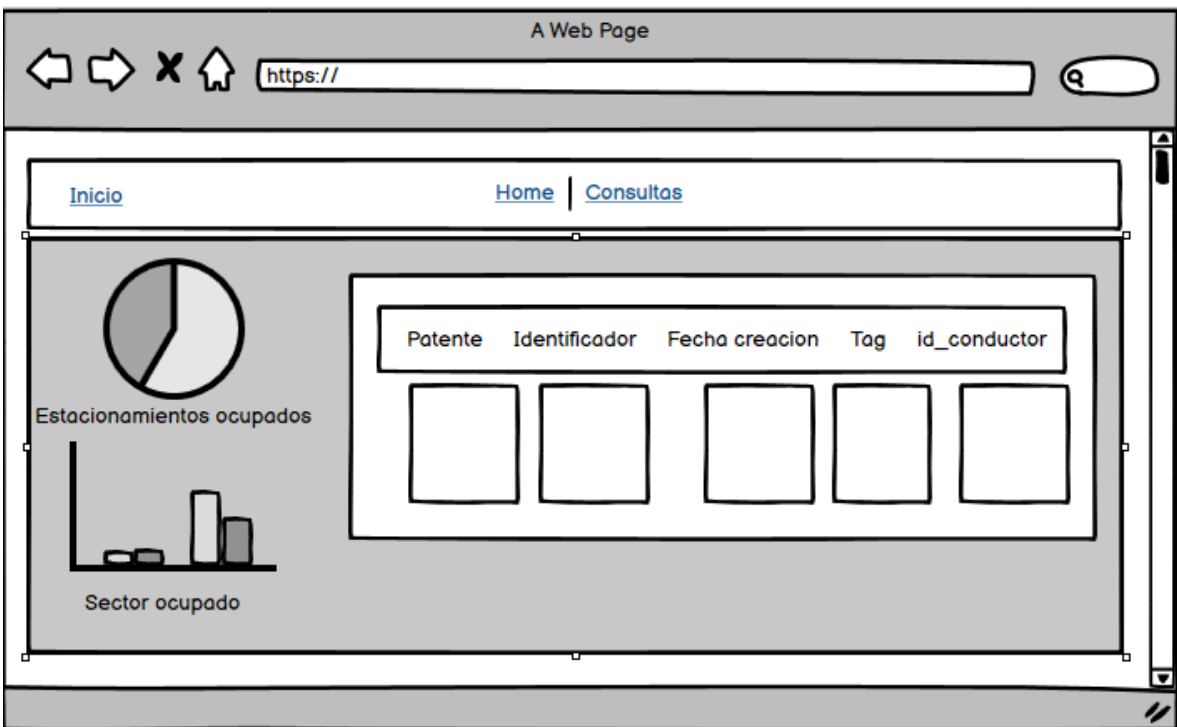 A Web Page
https://
Inicio Home Consultas
Patente Identificador Fecha creacion Tag id_conductor
Estacionamientos ocupados
Sector ocupado